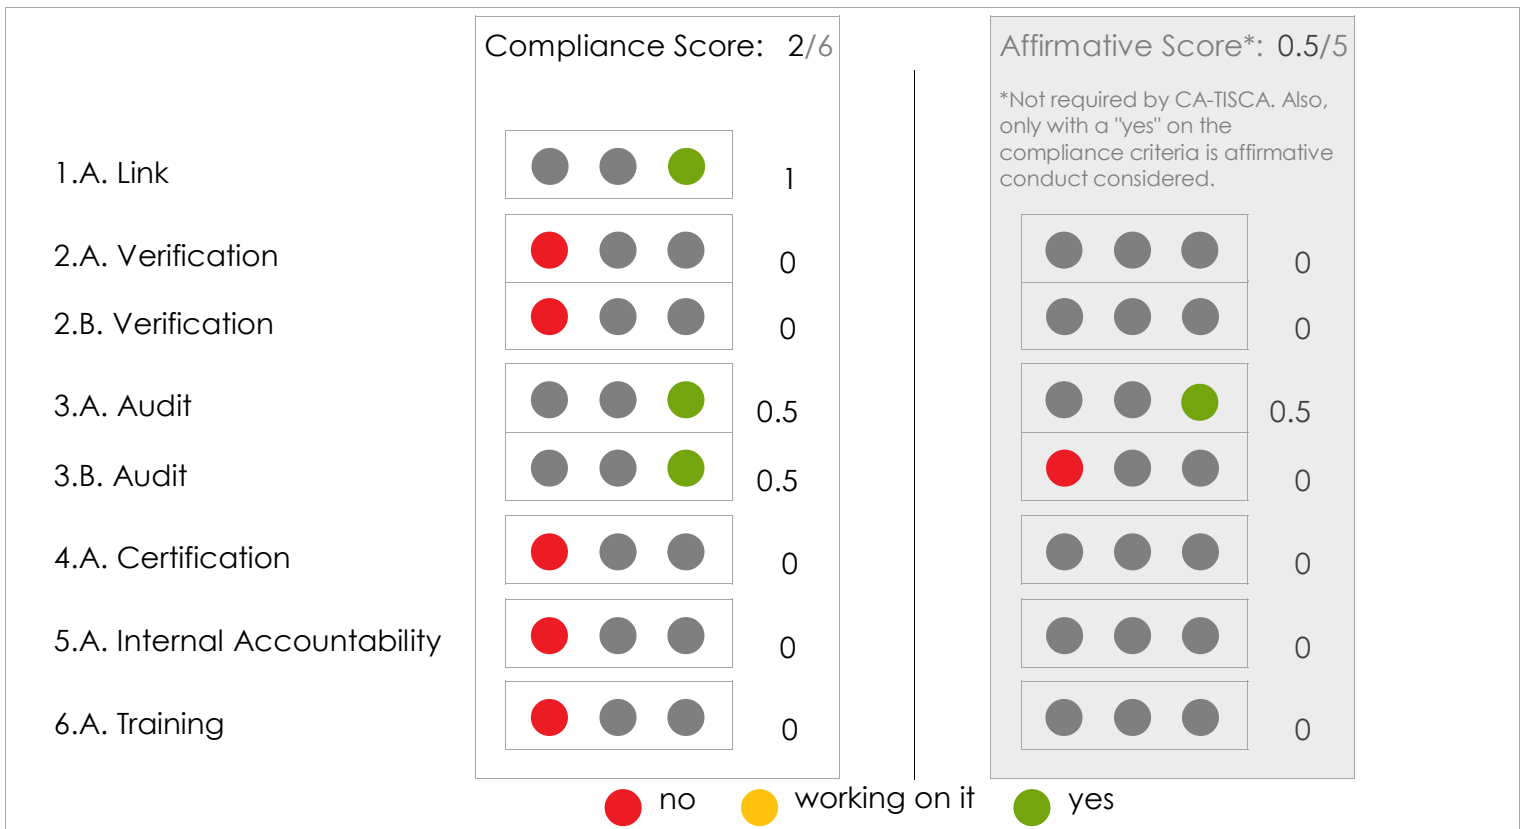 Compliance Score: 2/6
Affirmative Score*: 0.5/5
*Not required by CA-TISCA. Also,
only with a "yes" on the
compliance criteria is affirmative
conduct considered.
1.A. Link 1
2.A. Verification 0 0
2.B. Verification 0 0
3.A. Audit 0.5 0.5
3.B. Audit 0.5 0
4.A. Certification 0 0
5.A. Internal Accountability 0 0
6.A. Training 0 0
no working on it yes